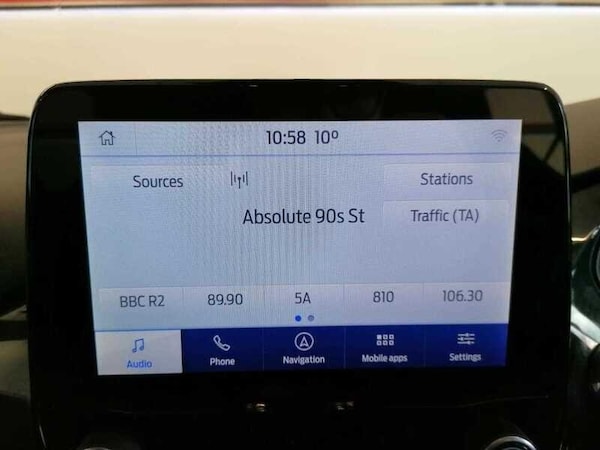 10:58 10°
Sources
Stations
Absolute 90s St
Traffic (TA)
BBC R2 89.90 5A 810 106.30
Audio Phone Navigation Mobile apps Settings